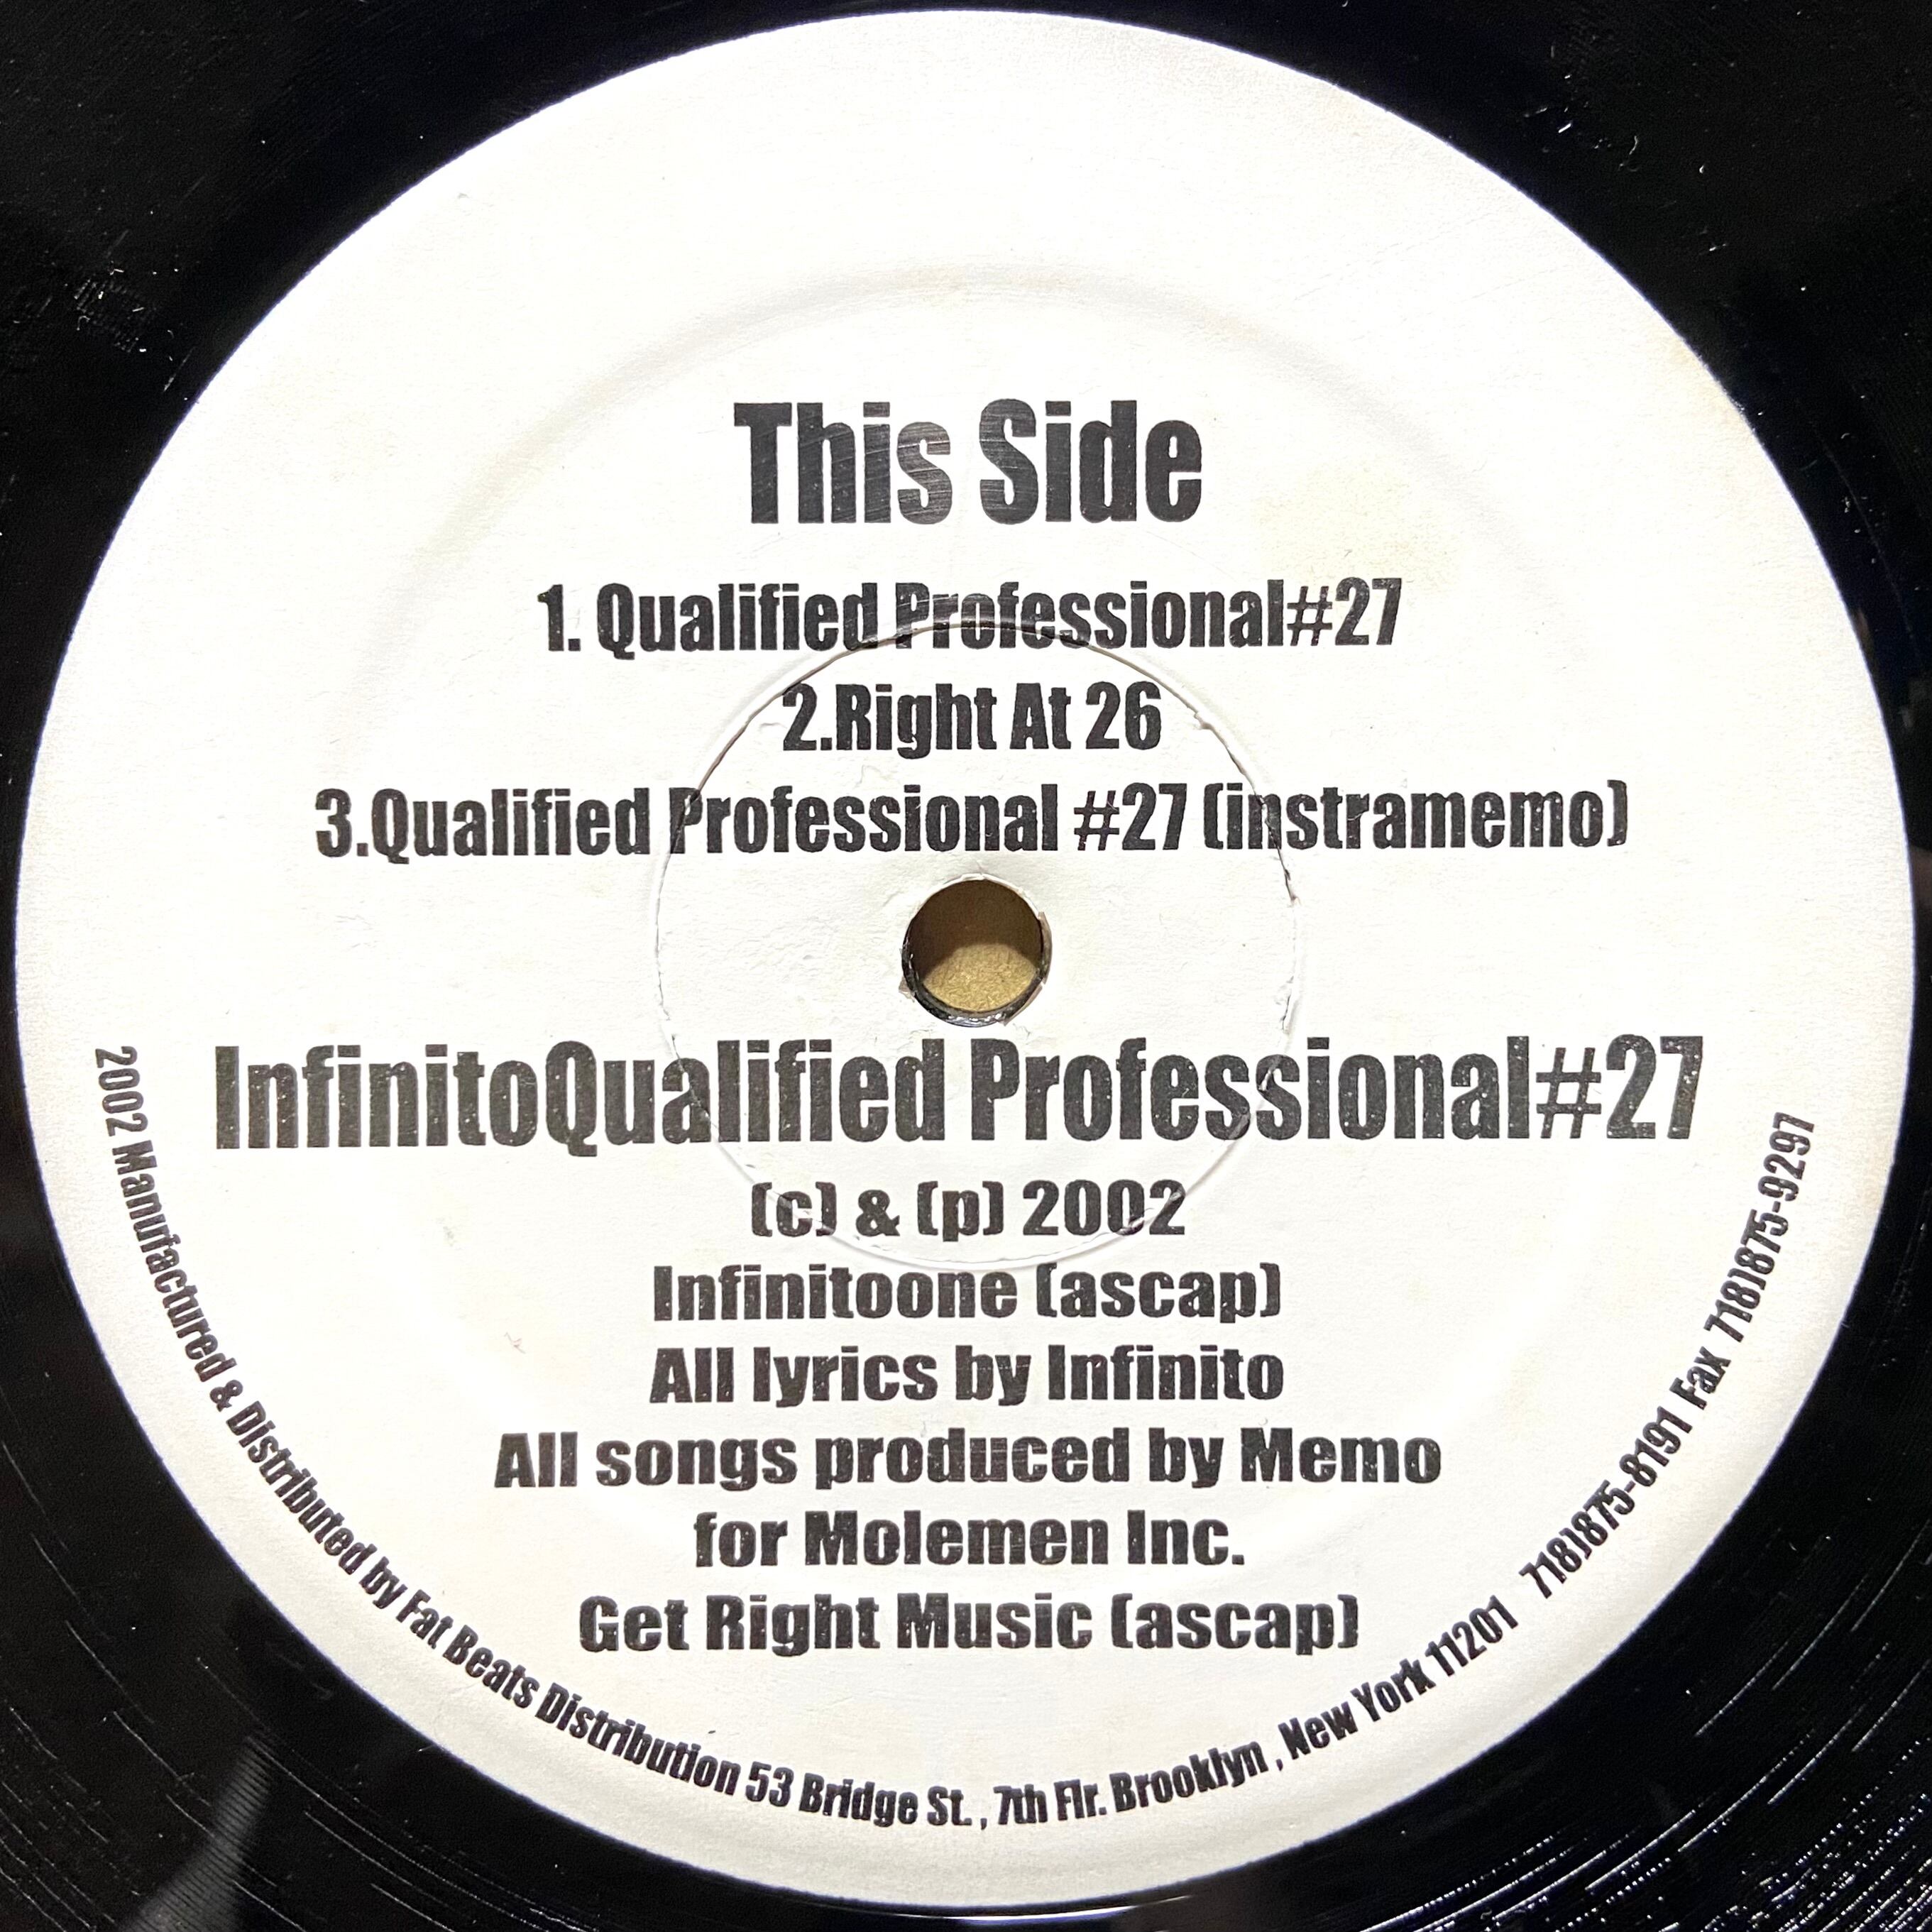 This Side
1. Qualified Professional#27
2.Right At 26
3.Qualified Professional #27 (instramemo)
InfinitoQualified Professional#27
(c) & (p) 2002
Infinitoone (ascap)
All lyrics by Infinito
All songs produced by Memo
for Molemen Inc.
Get Right Music (ascap)
2002 Manufactured & Distributed by Fat Beats Distribution 53 Bridge St. , 7th Flr. Brooklyn , New York 11201 718)875-8191 Fax 718)875-9297